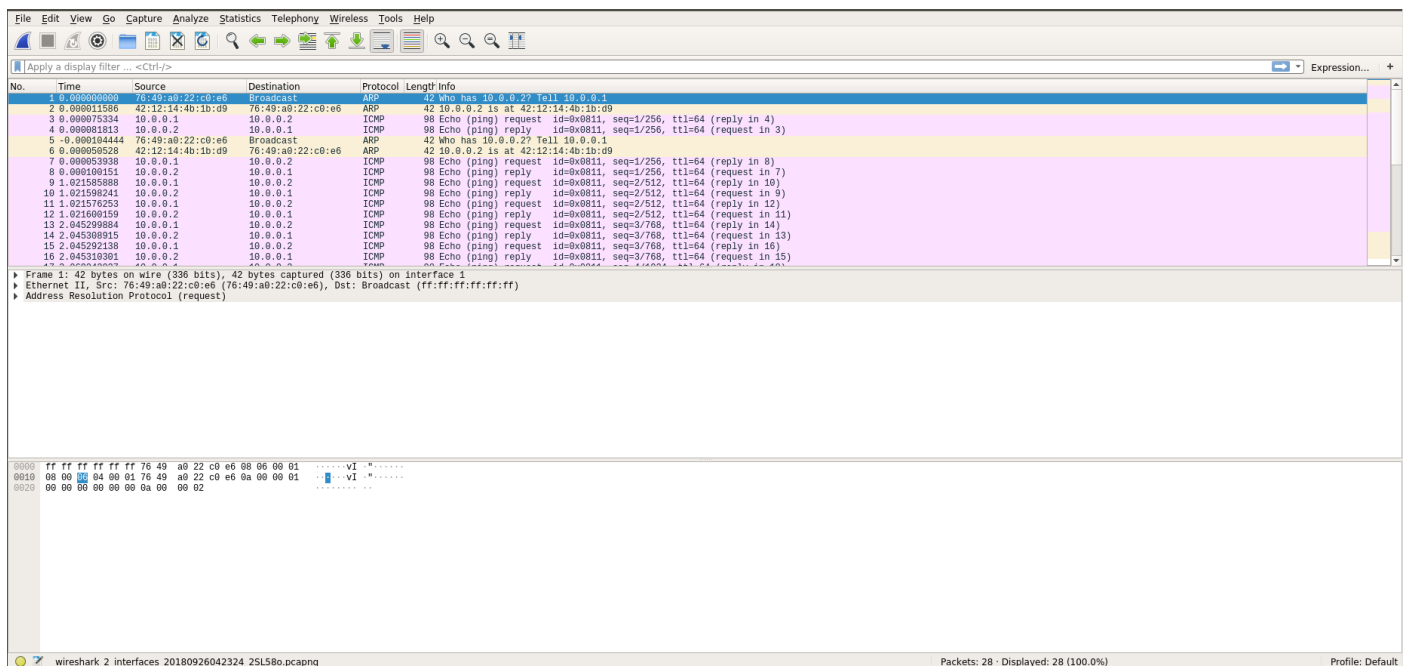 File Edit View Go Capture Analyze Statistics Telephony Wireless Tools Help
Apply a display filter ... <Ctrl-/> Expression... +
No. Time Source Destination Protocol Length Info
1 0.000000000 76:49:a0:22:c0:e6 Broadcast ARP 42 Who has 10.0.0.2? Tell 10.0.0.1
2 0.000011586 42:12:14:4b:1b:d9 76:49:a0:22:c0:e6 ARP 42 10.0.0.2 is at 42:12:14:4b:1b:d9
3 0.000075334 10.0.0.1 10.0.0.2 ICMP 98 Echo (ping) request id=0x0811, seq=1/256, ttl=64 (reply in 4)
4 0.000081813 10.0.0.2 10.0.0.1 ICMP 98 Echo (ping) reply id=0x0811, seq=1/256, ttl=64 (request in 3)
5 -0.000104444 76:49:a0:22:c0:e6 Broadcast ARP 42 Who has 10.0.0.2? Tell 10.0.0.1
6 0.000050528 42:12:14:4b:1b:d9 76:49:a0:22:c0:e6 ARP 42 10.0.0.2 is at 42:12:14:4b:1b:d9
7 0.000053938 10.0.0.1 10.0.0.2 ICMP 98 Echo (ping) request id=0x0811, seq=1/256, ttl=64 (reply in 8)
8 0.000100151 10.0.0.2 10.0.0.1 ICMP 98 Echo (ping) reply id=0x0811, seq=1/256, ttl=64 (request in 7)
9 1.021585888 10.0.0.1 10.0.0.2 ICMP 98 Echo (ping) request id=0x0811, seq=2/512, ttl=64 (reply in 10)
10 1.021598241 10.0.0.2 10.0.0.1 ICMP 98 Echo (ping) reply id=0x0811, seq=2/512, ttl=64 (request in 9)
11 1.021576253 10.0.0.1 10.0.0.2 ICMP 98 Echo (ping) request id=0x0811, seq=2/512, ttl=64 (reply in 12)
12 1.021600159 10.0.0.2 10.0.0.1 ICMP 98 Echo (ping) reply id=0x0811, seq=2/512, ttl=64 (request in 11)
13 2.045299884 10.0.0.1 10.0.0.2 ICMP 98 Echo (ping) request id=0x0811, seq=3/768, ttl=64 (reply in 14)
14 2.045308915 10.0.0.2 10.0.0.1 ICMP 98 Echo (ping) reply id=0x0811, seq=3/768, ttl=64 (request in 13)
15 2.045292138 10.0.0.1 10.0.0.2 ICMP 98 Echo (ping) request id=0x0811, seq=3/768, ttl=64 (reply in 16)
16 2.045310301 10.0.0.2 10.0.0.1 ICMP 98 Echo (ping) reply id=0x0811, seq=3/768, ttl=64 (request in 15)
Frame 1: 42 bytes on wire (336 bits), 42 bytes captured (336 bits) on interface 1
Ethernet II, Src: 76:49:a0:22:c0:e6 (76:49:a0:22:c0:e6), Dst: Broadcast (ff:ff:ff:ff:ff:ff)
Address Resolution Protocol (request)
0000 ff ff ff ff ff ff 76 49 a0 22 c0 e6 08 06 00 01 ······vI ·"······
0010 08 00 06 04 00 01 76 49 a0 22 c0 e6 0a 00 00 01 ······vI ·"······
0020 00 00 00 00 00 00 0a 00 00 02 ········ ··
wireshark_2_interfaces_20180926042324_2SL58o.pcapng Packets: 28 · Displayed: 28 (100.0%) Profile: Default